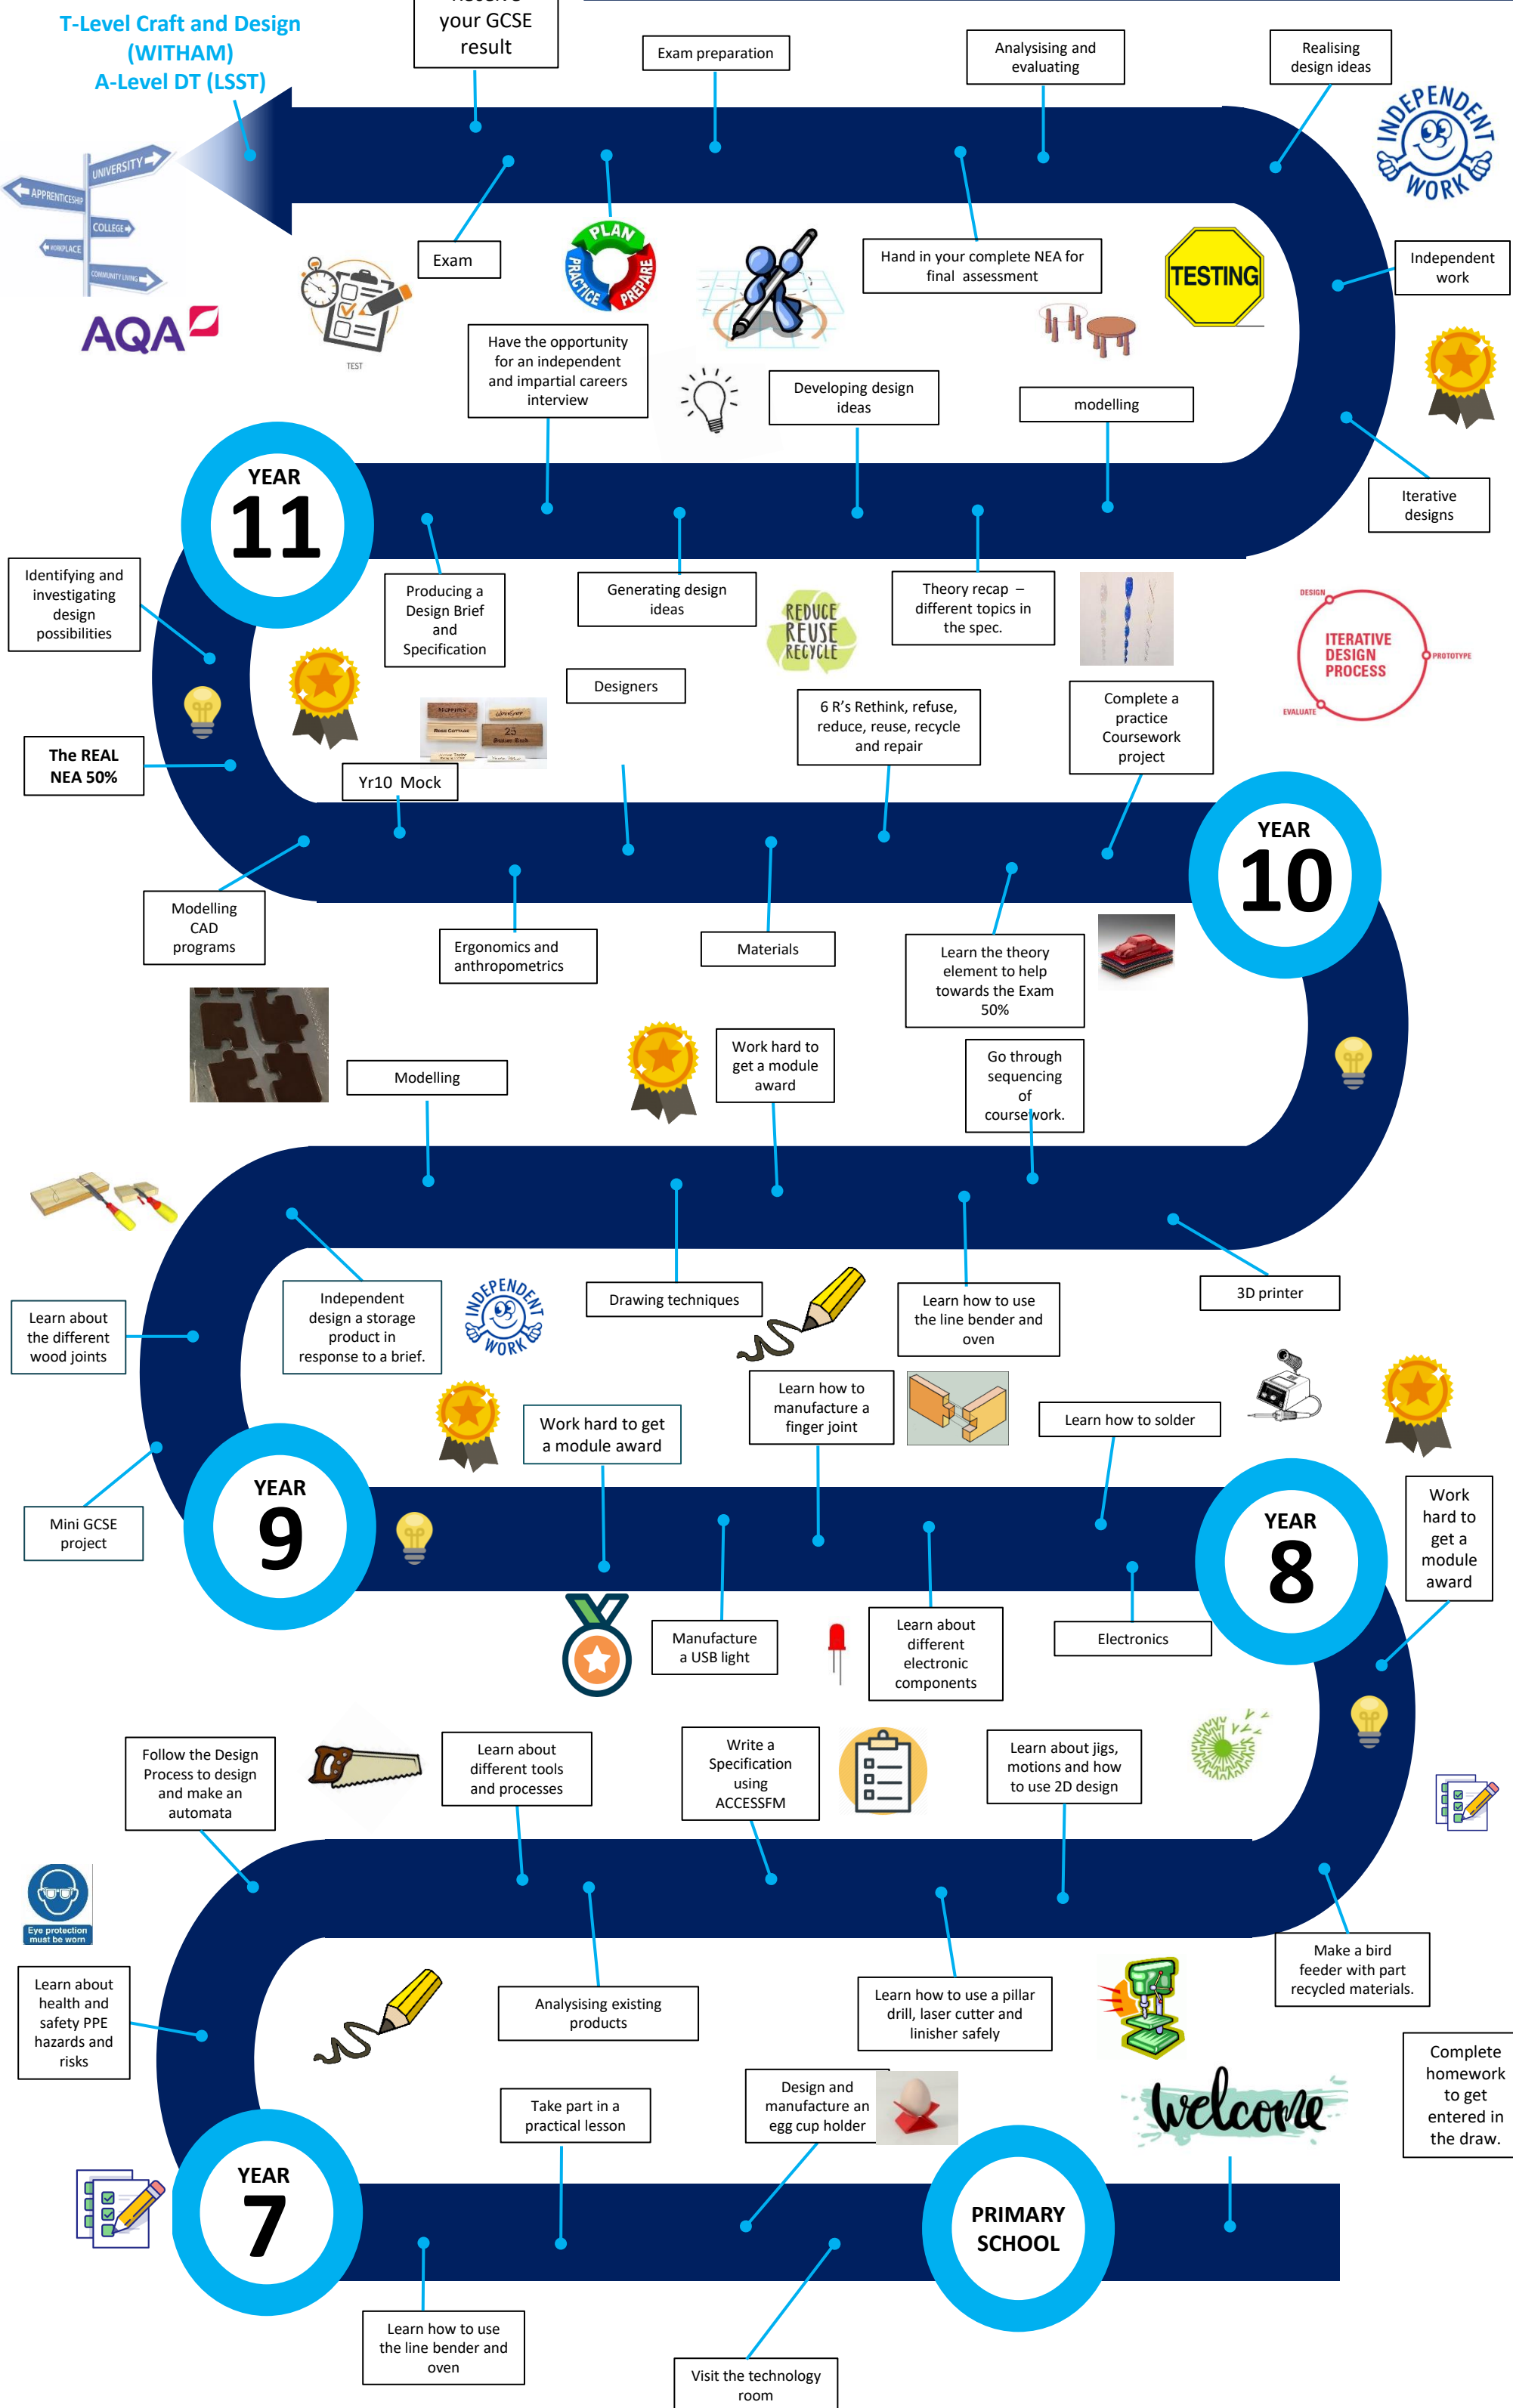 T-Level Craft and Design
(WITHAM)
A-Level DT (LSST)
your GCSE
result
Exam preparation
Analysising and
evaluating
Realising
design ideas
INDEPENDENT
WORK
UNIVERSITY
APPRENTICESHIP
COLLEGE
WORKPLACE
COMMUNITY LIVING
AQA
Exam
TEST
PLAN
PREPARE
PRACTICE
Hand in your complete NEA for
final assessment
TESTING
Independent
work
Have the opportunity
for an independent
and impartial careers
interview
Developing design
ideas
modelling
Iterative
designs
YEAR
11
Identifying and
investigating
design
possibilities
Producing a
Design Brief
and
Specification
Generating design
ideas
REDUCE
REUSE
RECYCLE
Theory recap –
different topics in
the spec.
DESIGN
ITERATIVE
DESIGN
PROCESS
PROTOTYPE
EVALUATE
Designers
6 R's Rethink, refuse,
reduce, reuse, recycle
and repair
Complete a
practice
Coursework
project
The REAL
NEA 50%
Yr10 Mock
YEAR
10
Modelling
CAD
programs
Ergonomics and
anthropometrics
Materials
Learn the theory
element to help
towards the Exam
50%
Modelling
Work hard to
get a module
award
Go through
sequencing
of
coursework.
Learn about
the different
wood joints
Independent
design a storage
product in
response to a brief.
INDEPENDENT
WORK
Drawing techniques
Learn how to use
the line bender and
oven
3D printer
Work hard to get
a module award
Learn how to
manufacture a
finger joint
Learn how to solder
Mini GCSE
project
YEAR
9
YEAR
8
Work
hard to
get a
module
award
Manufacture
a USB light
Learn about
different
electronic
components
Electronics
Follow the Design
Process to design
and make an
automata
Learn about
different tools
and processes
Write a
Specification
using
ACCESSFM
Learn about jigs,
motions and how
to use 2D design
Eye protection
must be worn
Learn about
health and
safety PPE
hazards and
risks
Analysising existing
products
Learn how to use a pillar
drill, laser cutter and
linisher safely
Make a bird
feeder with part
recycled materials.
Complete
homework
to get
entered in
the draw.
Take part in a
practical lesson
Design and
manufacture an
egg cup holder
welcome
YEAR
7
PRIMARY
SCHOOL
Learn how to use
the line bender and
oven
Visit the technology
room